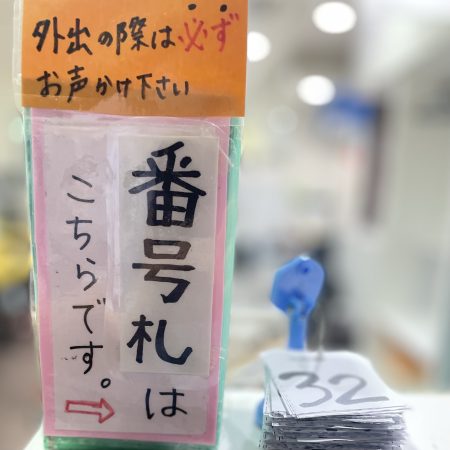 外出の際は必ず
お声かけ下さい
番号札は
こちらです。
32